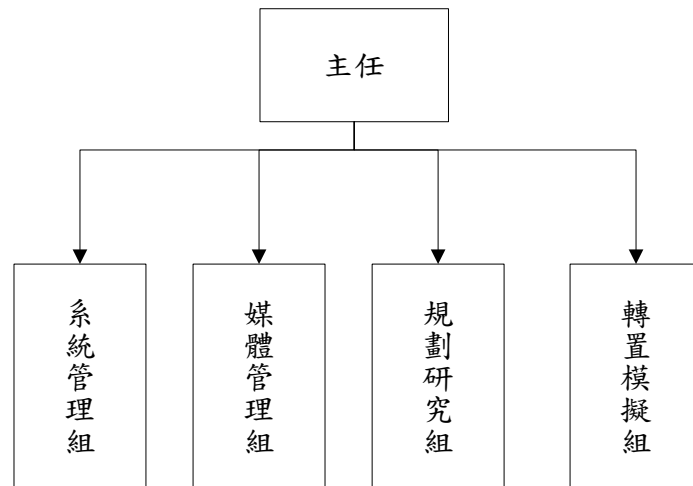 主任
系統管理組
媒體管理組
規劃研究組
轉置模擬組